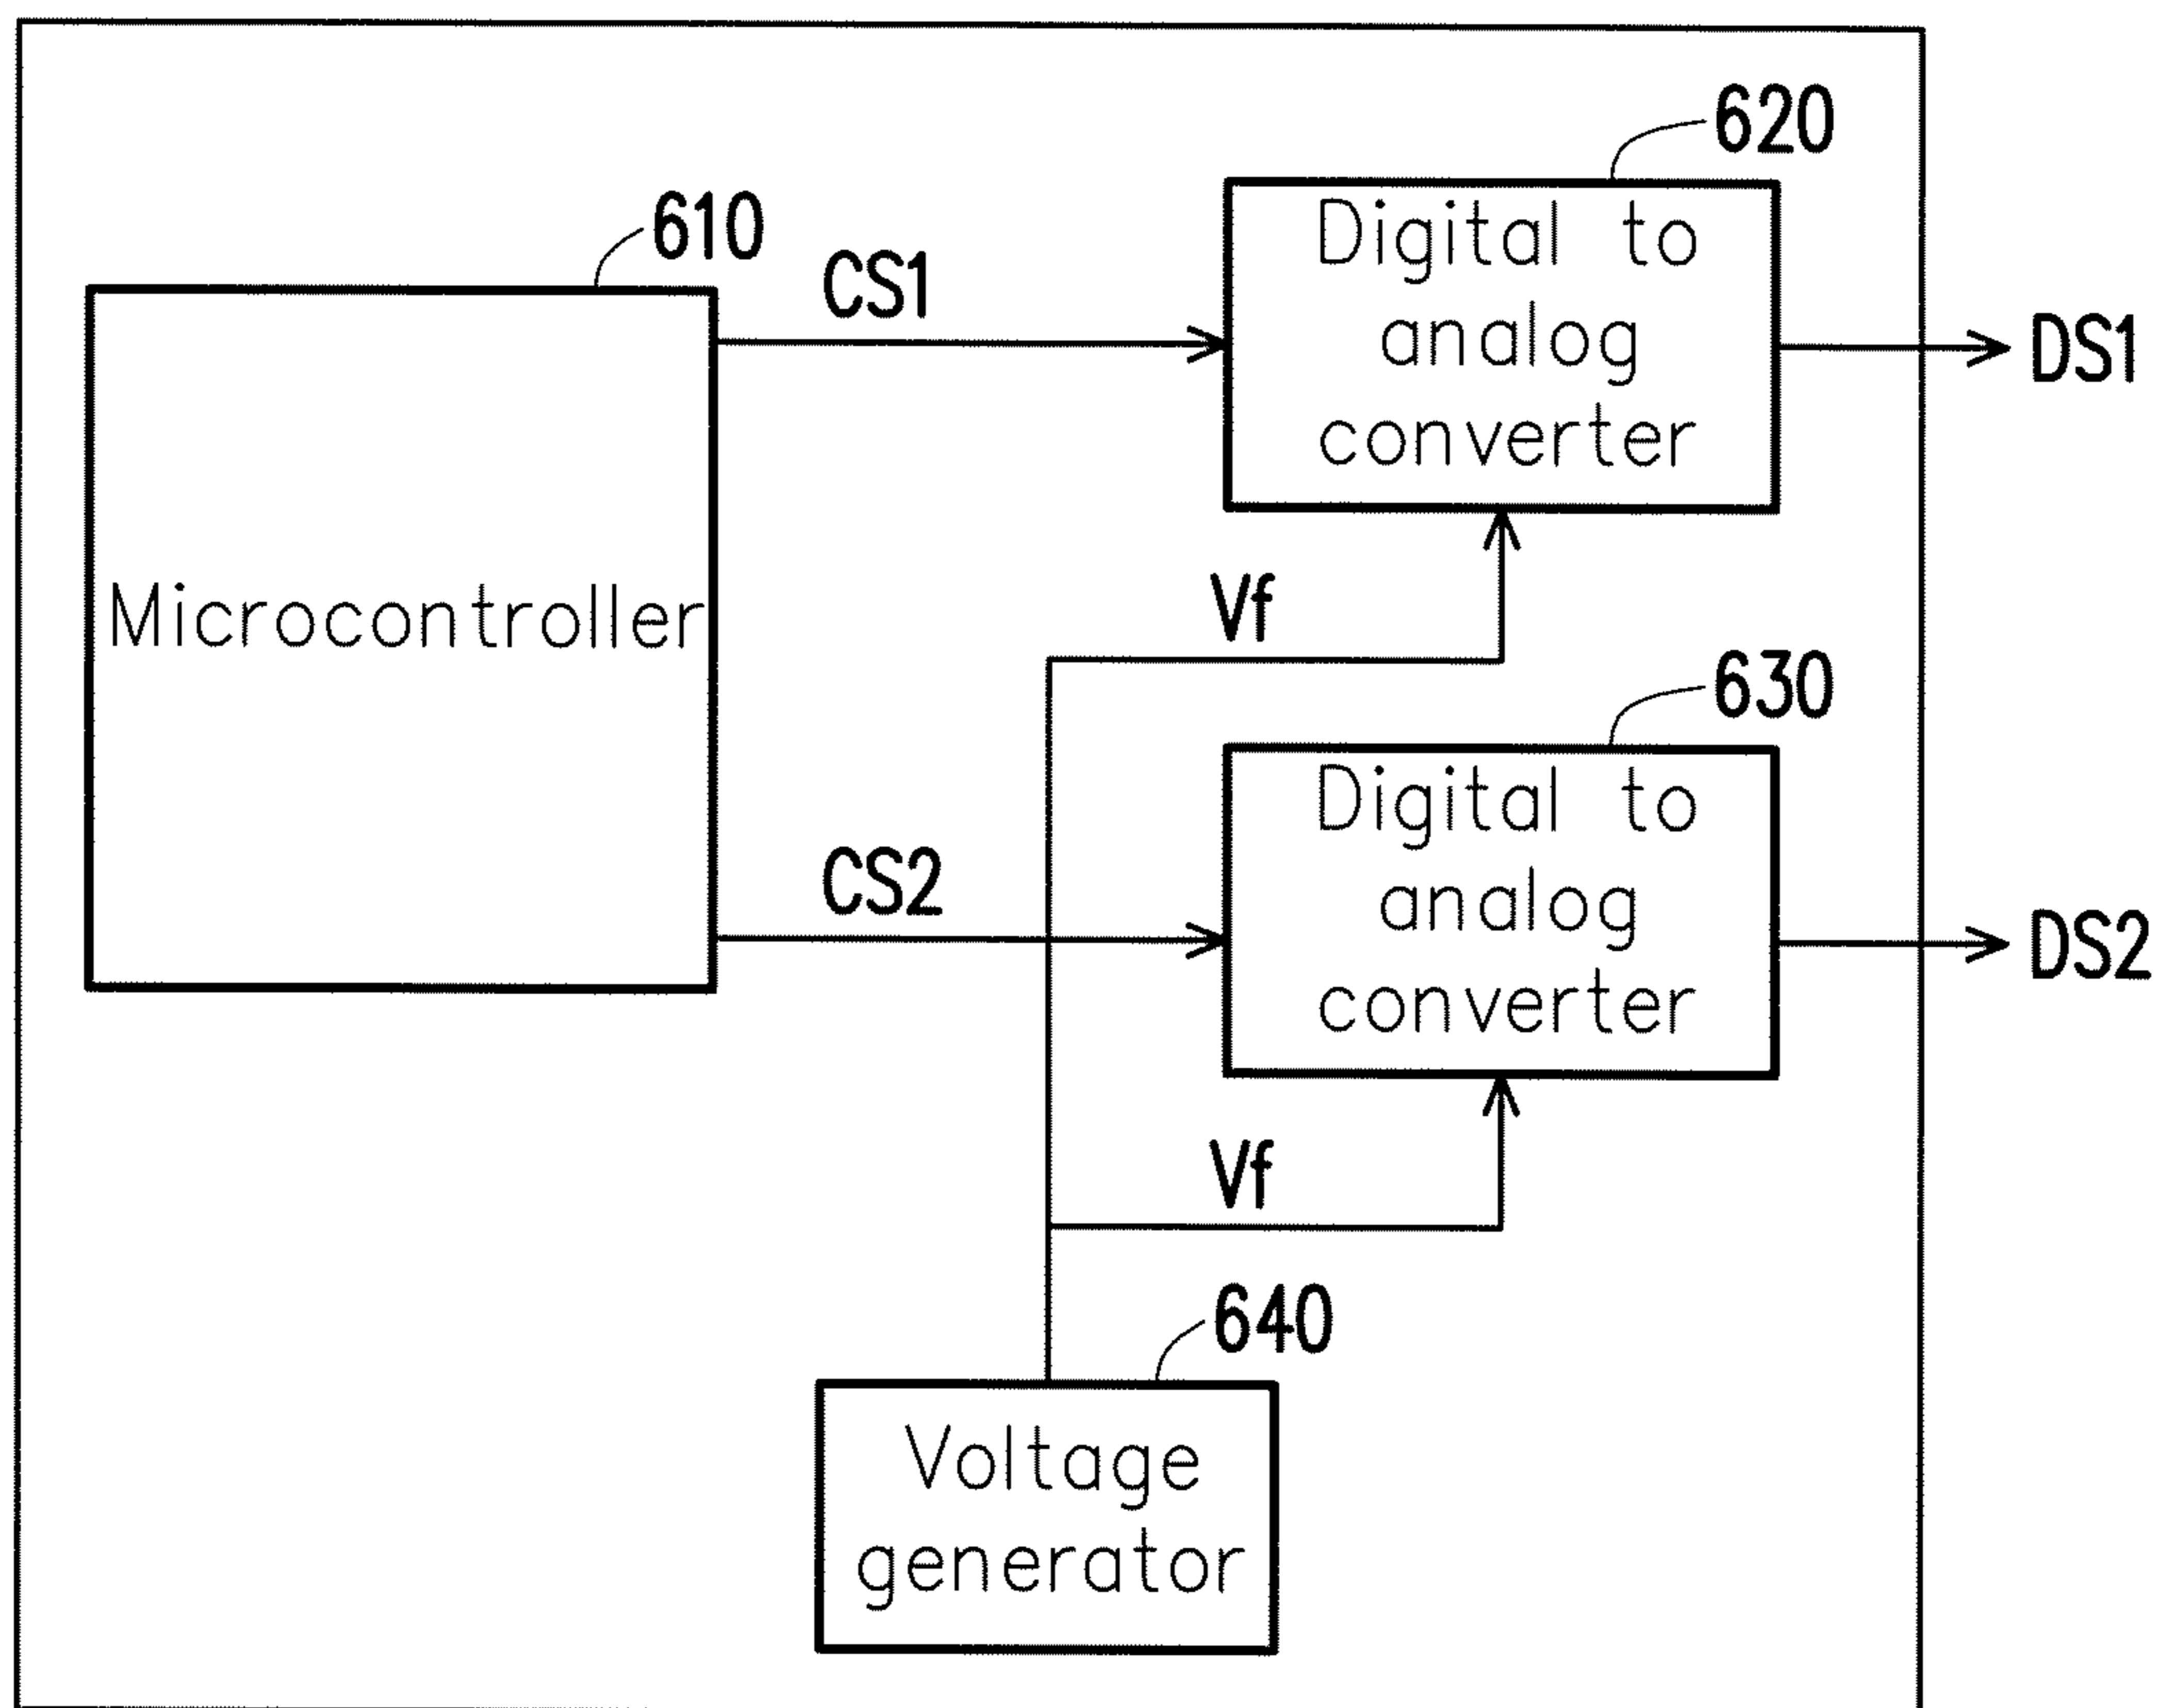 620
610
CS1
Digital to
analog
converter
DS1
Microcontroller
Vf
630
CS2
Digital to
analog
converter
DS2
Vf
640
Voltage
generator